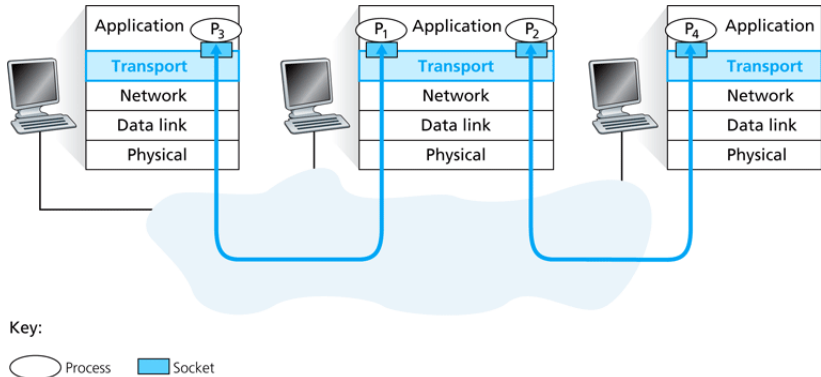 Application P3
Transport
Network
Data link
Physical
P1 Application P2
Transport
Network
Data link
Physical
P4 Application
Transport
Network
Data link
Physical
Key:
Process
Socket